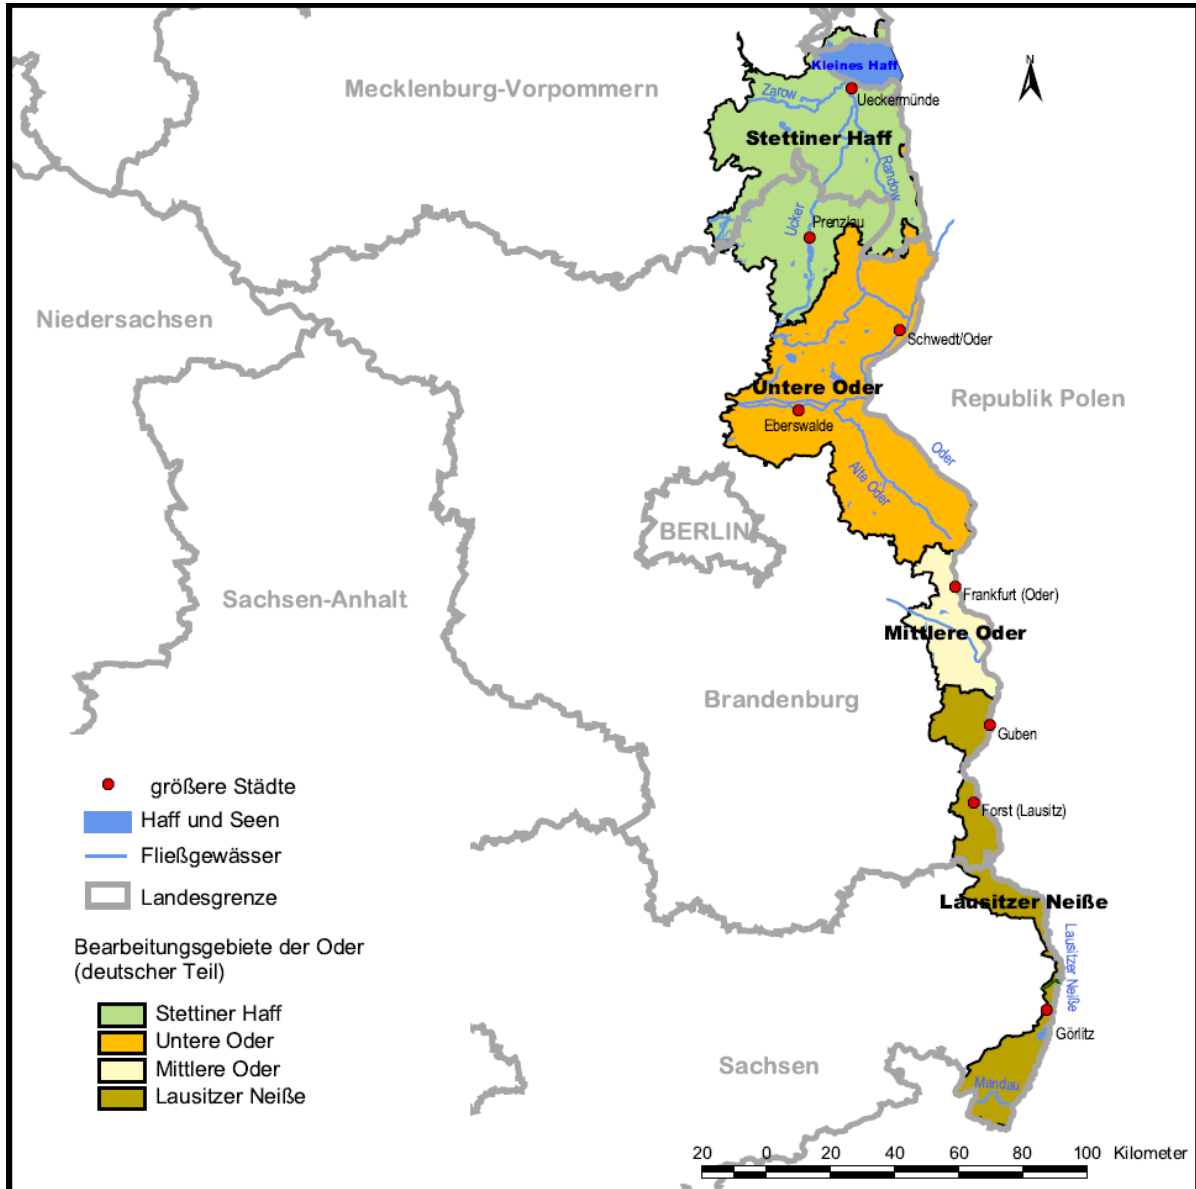 Kleines Haff
N
Mecklenburg-Vorpommern
Zarow
Ueckermünde
Stettiner Haff
Randow
Ucker
Prenzlau
Niedersachsen
Schwedt/Oder
Untere Oder
Republik Polen
Eberswalde
Oder
Alte Oder
BERLIN
Frankfurt (Oder)
Sachsen-Anhalt
Mittlere Oder
Brandenburg
Guben
größere Städte
Forst (Lausitz)
Haff und Seen
Fließgewässer
Landesgrenze
Lausitzer Neiße
Bearbeitungsgebiete der Oder
(deutscher Teil)
Lausitzer Neiße
Stettiner Haff
Untere Oder
Görlitz
Mittlere Oder
Sachsen
Mandau
Lausitzer Neiße
20 0 20 40 60 80 100 Kilometer